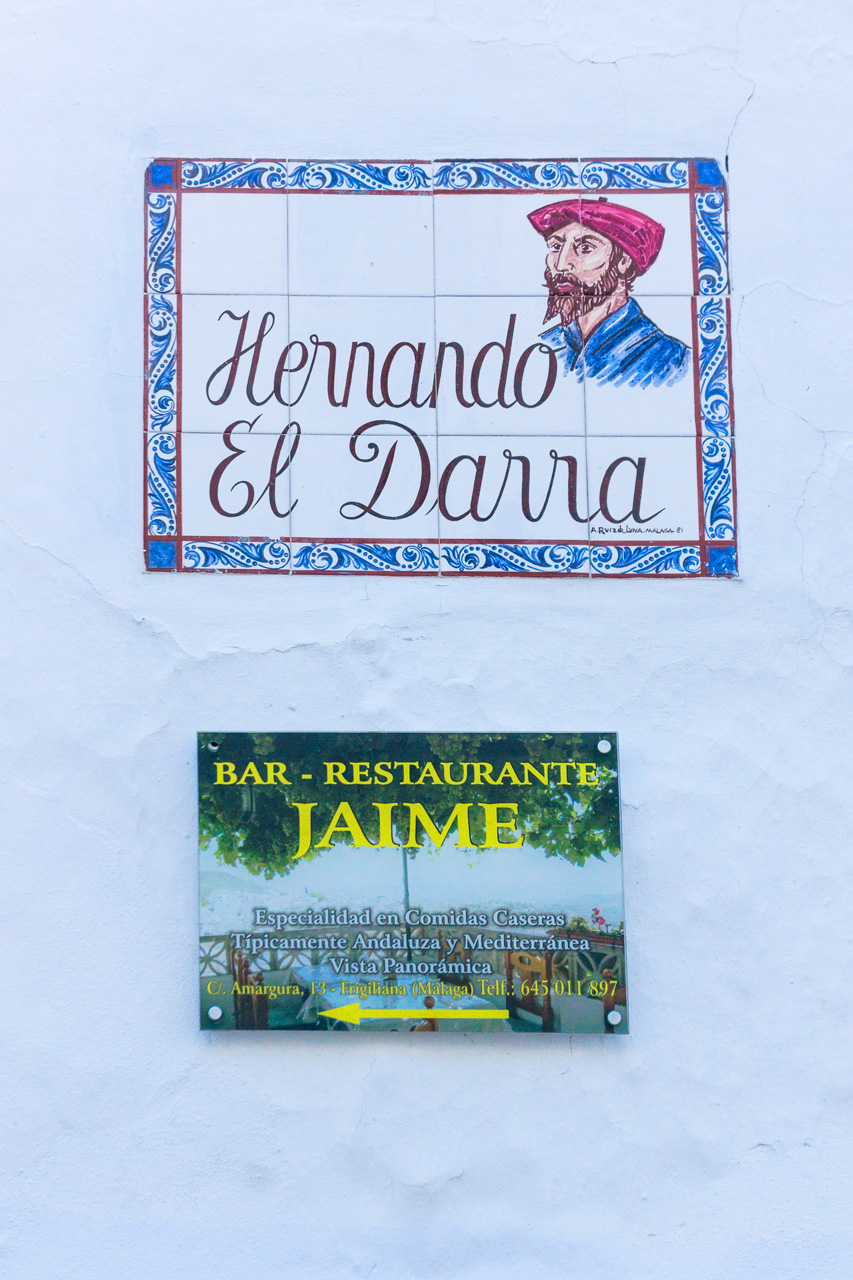 Hernando
El Darra
A. Ruiz de Luna. MALAGA 81
BAR - RESTAURANTE
JAIME
Especialidad en Comidas Caseras
Típicamente Andaluza y Mediterránea
Vista Panorámica
C/. Amargura, 13 - Frigiliana (Málaga) Telf.: 645 011 897